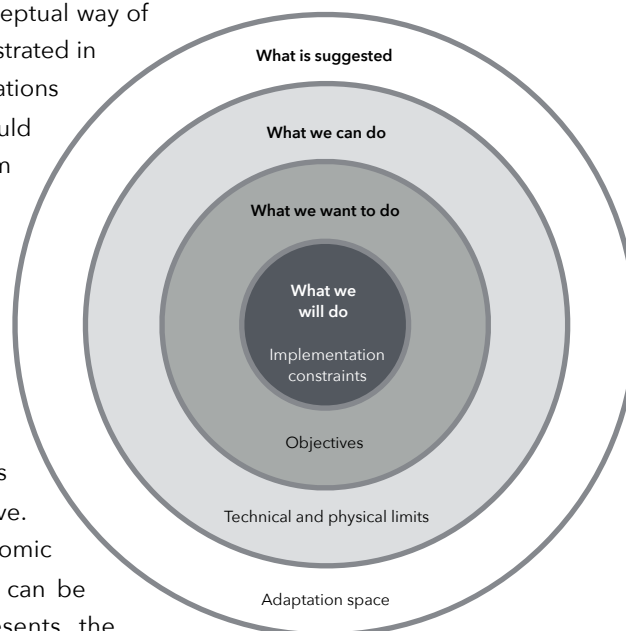 eptual way of
strated in
ations
uld
s
ve.
omic
can be
esents the
What is suggested
What we can do
What we want to do
What we
will do
Implementation
constraints
Objectives
Technical and physical limits
Adaptation space